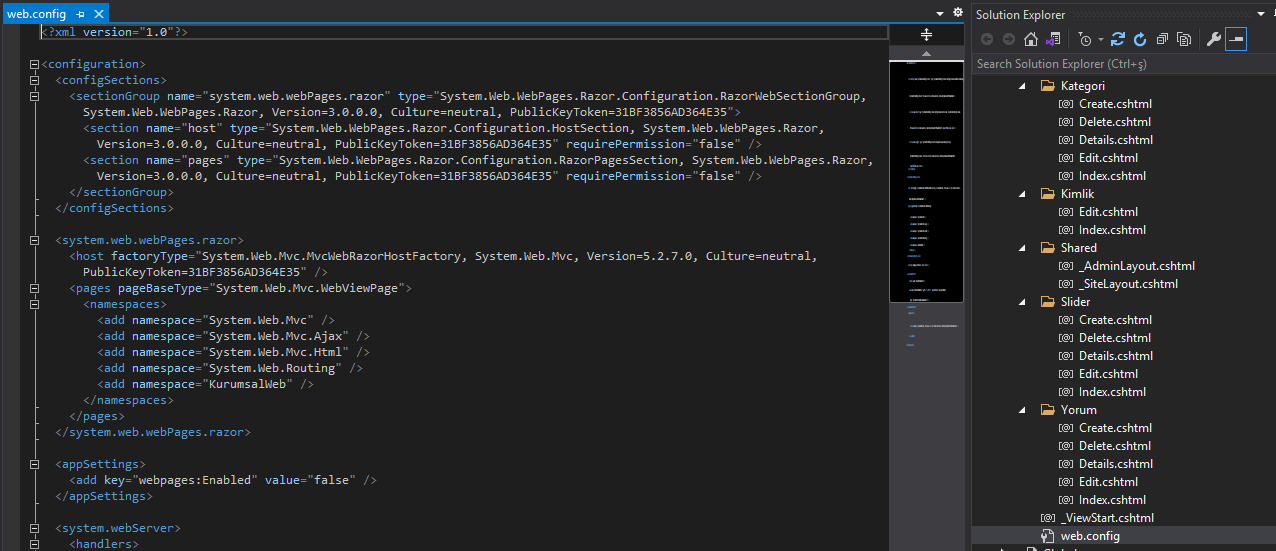 web.config
<?xml version="1.0"?>
<configuration>
<configSections>
<sectionGroup name="system.web.webPages.razor" type="System.Web.WebPages.Razor.Configuration.RazorWebSectionGroup,
System.Web.WebPages.Razor, Version=3.0.0.0, Culture=neutral, PublicKeyToken=31BF3856AD364E35">
<section name="host" type="System.Web.WebPages.Razor.Configuration.HostSection, System.Web.WebPages.Razor,
Version=3.0.0.0, Culture=neutral, PublicKeyToken=31BF3856AD364E35" requirePermission="false" />
<section name="pages" type="System.Web.WebPages.Razor.Configuration.RazorPagesSection, System.Web.WebPages.Razor,
Version=3.0.0.0, Culture=neutral, PublicKeyToken=31BF3856AD364E35" requirePermission="false" />
</sectionGroup>
</configSections>
<system.web.webPages.razor>
<host factoryType="System.Web.Mvc.MvcWebRazorHostFactory, System.Web.Mvc, Version=5.2.7.0, Culture=neutral,
PublicKeyToken=31BF3856AD364E35" />
<pages pageBaseType="System.Web.Mvc.WebViewPage">
<namespaces>
<add namespace="System.Web.Mvc" />
<add namespace="System.Web.Mvc.Ajax" />
<add namespace="System.Web.Mvc.Html" />
<add namespace="System.Web.Routing" />
<add namespace="KurumsalWeb" />
</namespaces>
</pages>
</system.web.webPages.razor>
<appSettings>
<add key="webpages:Enabled" value="false" />
</appSettings>
<system.webServer>
<handlers>
Solution Explorer
Search Solution Explorer (Ctrl+ş)
Kategori
Create.cshtml
Delete.cshtml
Details.cshtml
Edit.cshtml
Index.cshtml
Kimlik
Edit.cshtml
Index.cshtml
Shared
_AdminLayout.cshtml
_SiteLayout.cshtml
Slider
Create.cshtml
Delete.cshtml
Details.cshtml
Edit.cshtml
Index.cshtml
Yorum
Create.cshtml
Delete.cshtml
Details.cshtml
Edit.cshtml
Index.cshtml
_ViewStart.cshtml
web.config